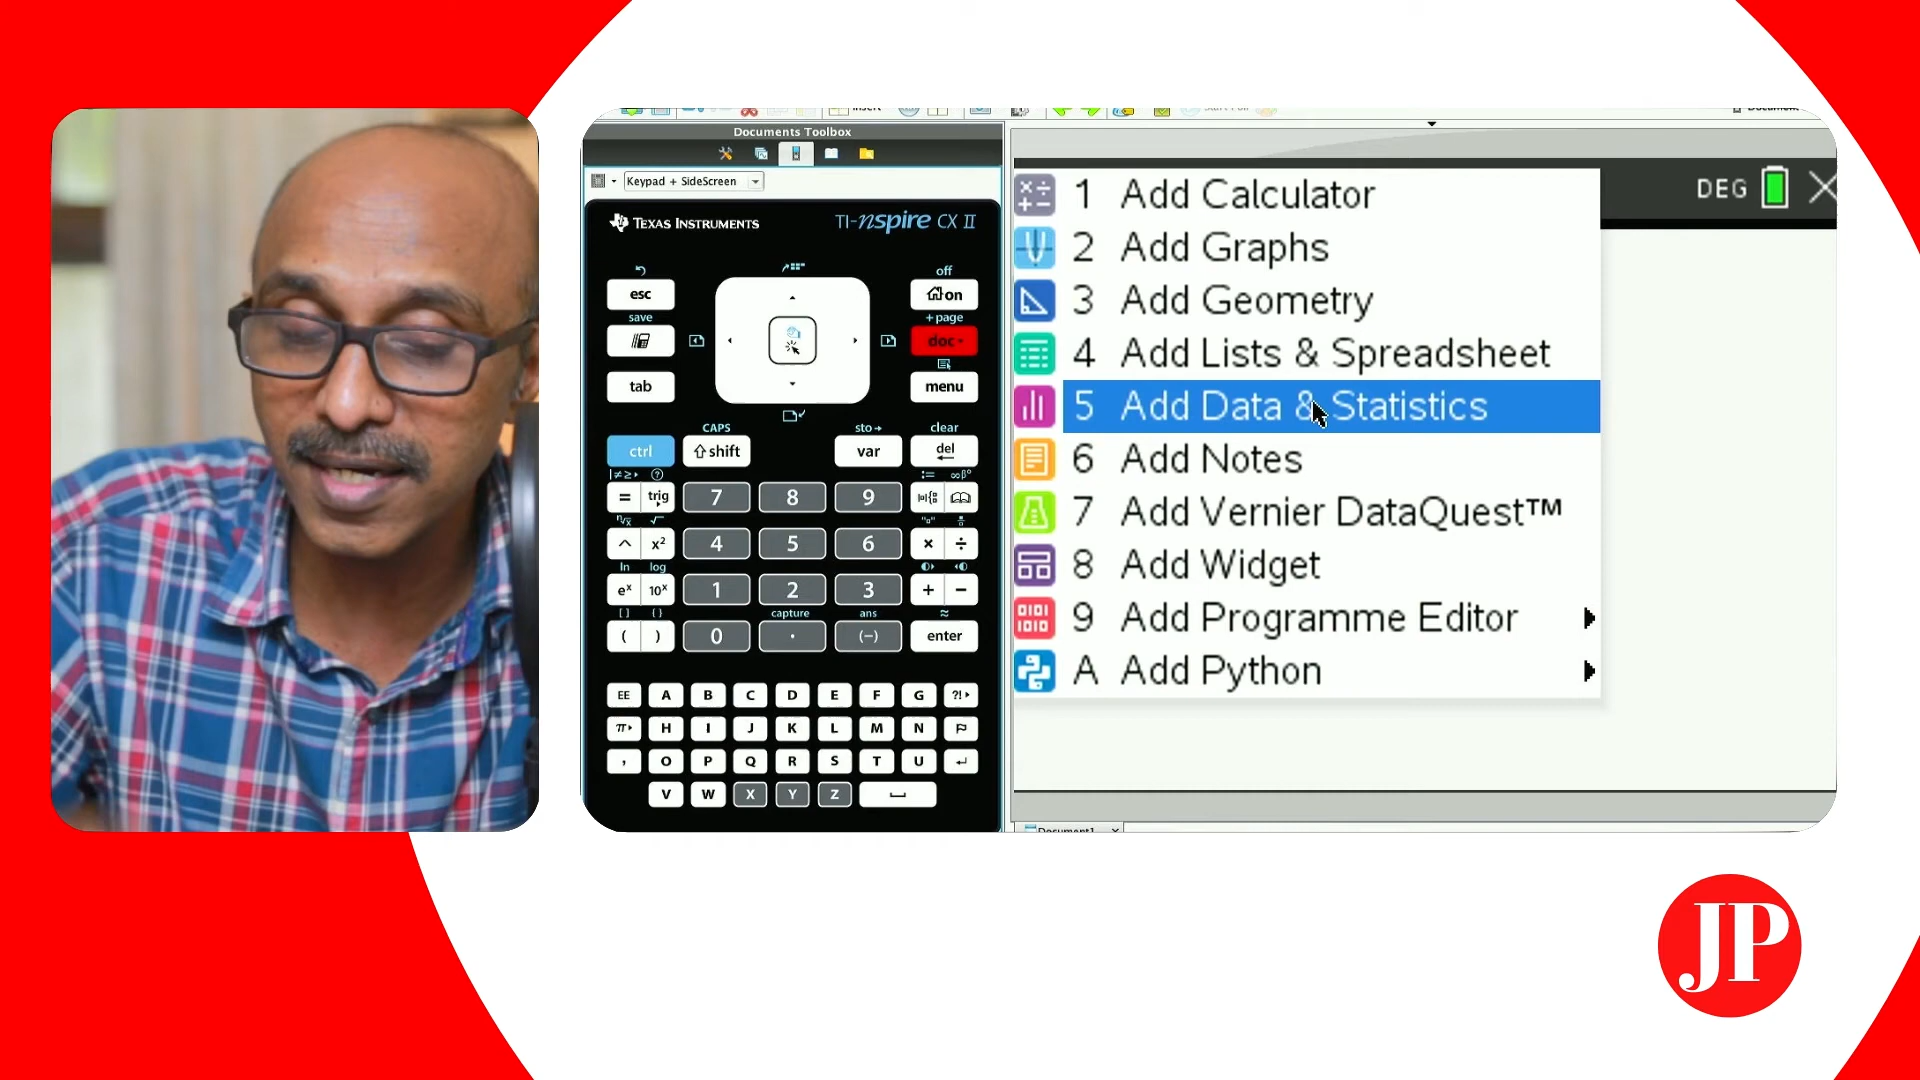 Documents Toolbox
Keypad + SideScreen
TEXAS INSTRUMENTS
TI-nspire CX II
off
esc
on
save
+ page
doc
tab
menu
CAPS
sto→
clear
ctrl
shift
var
del
= trig 7 8 9
^ x² 4 5 6 × ÷
ln log
eˣ 10ˣ 1 2 3 + −
[ ] { } capture ans ≈
( ) 0 . (−) enter
EE A B C D E F G ?!
π H I J K L M N
, O P Q R S T U
V W X Y Z
1 Add Calculator
2 Add Graphs
3 Add Geometry
4 Add Lists & Spreadsheet
5 Add Data & Statistics
6 Add Notes
7 Add Vernier DataQuest™
8 Add Widget
9 Add Programme Editor
A Add Python
DEG
JP